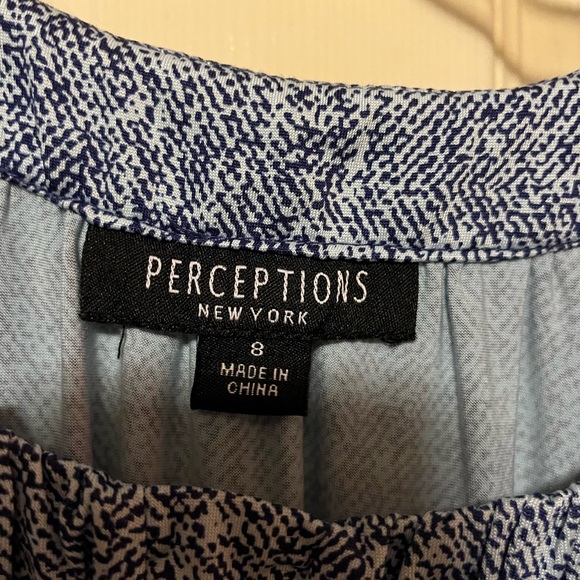 PERCEPTIONS
NEW YORK
8
MADE IN
CHINA